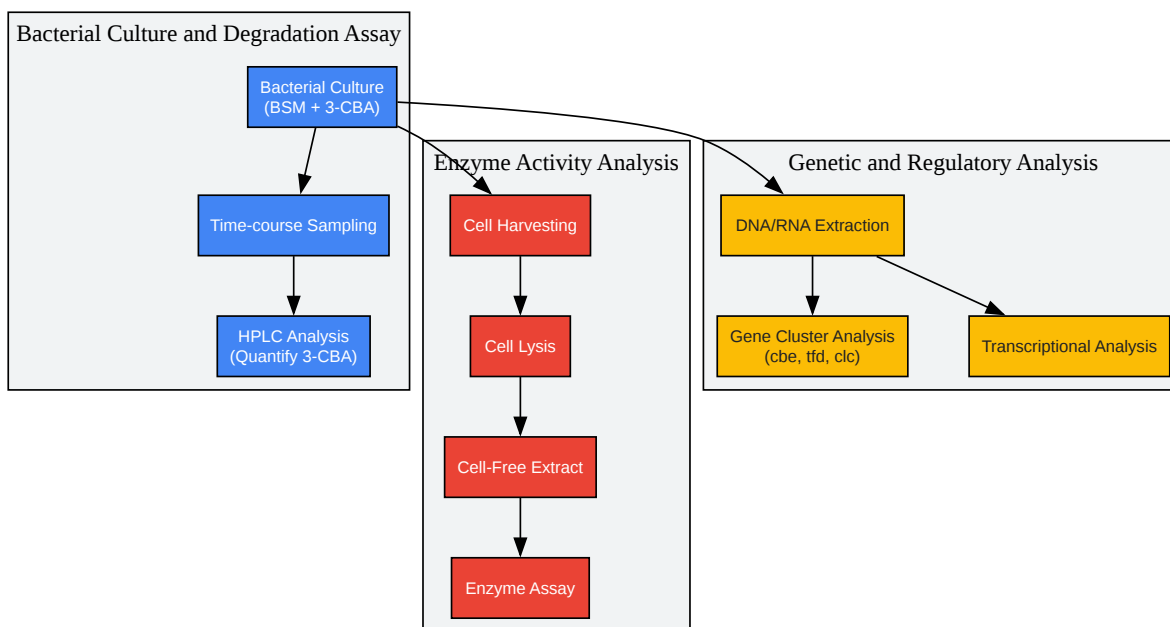 Bacterial Culture and Degradation Assay
Bacterial Culture
(BSM + 3-CBA)
Time-course Sampling
HPLC Analysis
(Quantify 3-CBA)
Enzyme Activity Analysis
Cell Harvesting
Cell Lysis
Cell-Free Extract
Enzyme Assay
Genetic and Regulatory Analysis
DNA/RNA Extraction
Gene Cluster Analysis
(cbe, tfd, clc)
Transcriptional Analysis